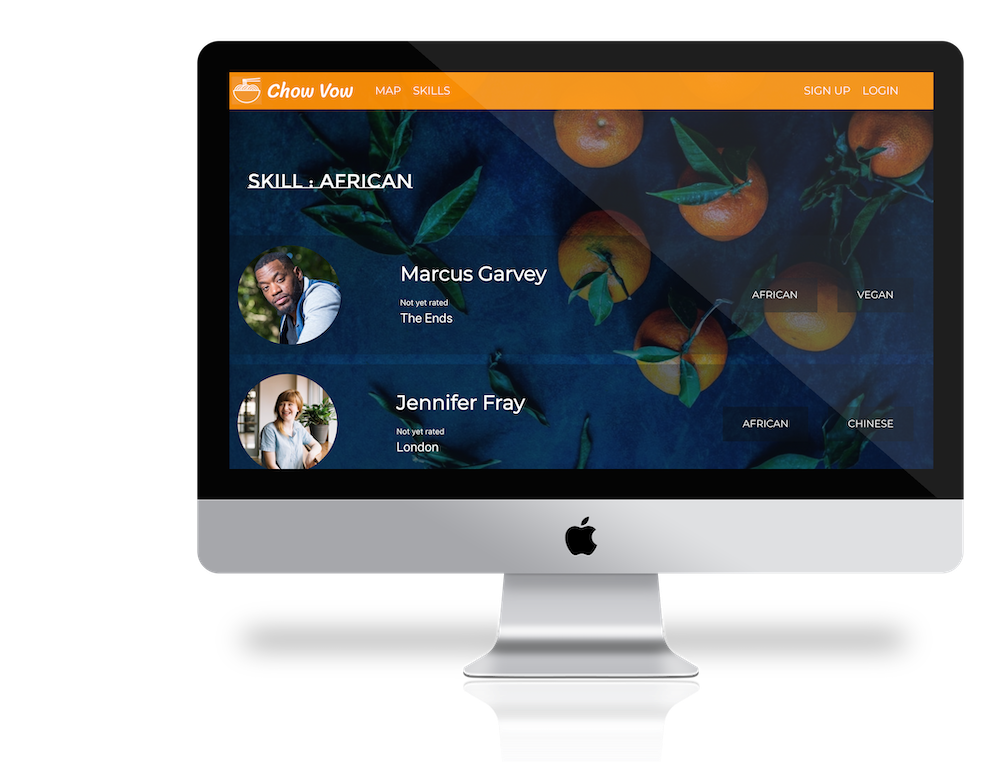 Chow Vow MAP SKILLS SIGN UP LOGIN
SKILL : AFRICAN
Marcus Garvey
Not yet rated
The Ends
AFRICAN VEGAN
Jennifer Fray
Not yet rated
London
AFRICAN CHINESE